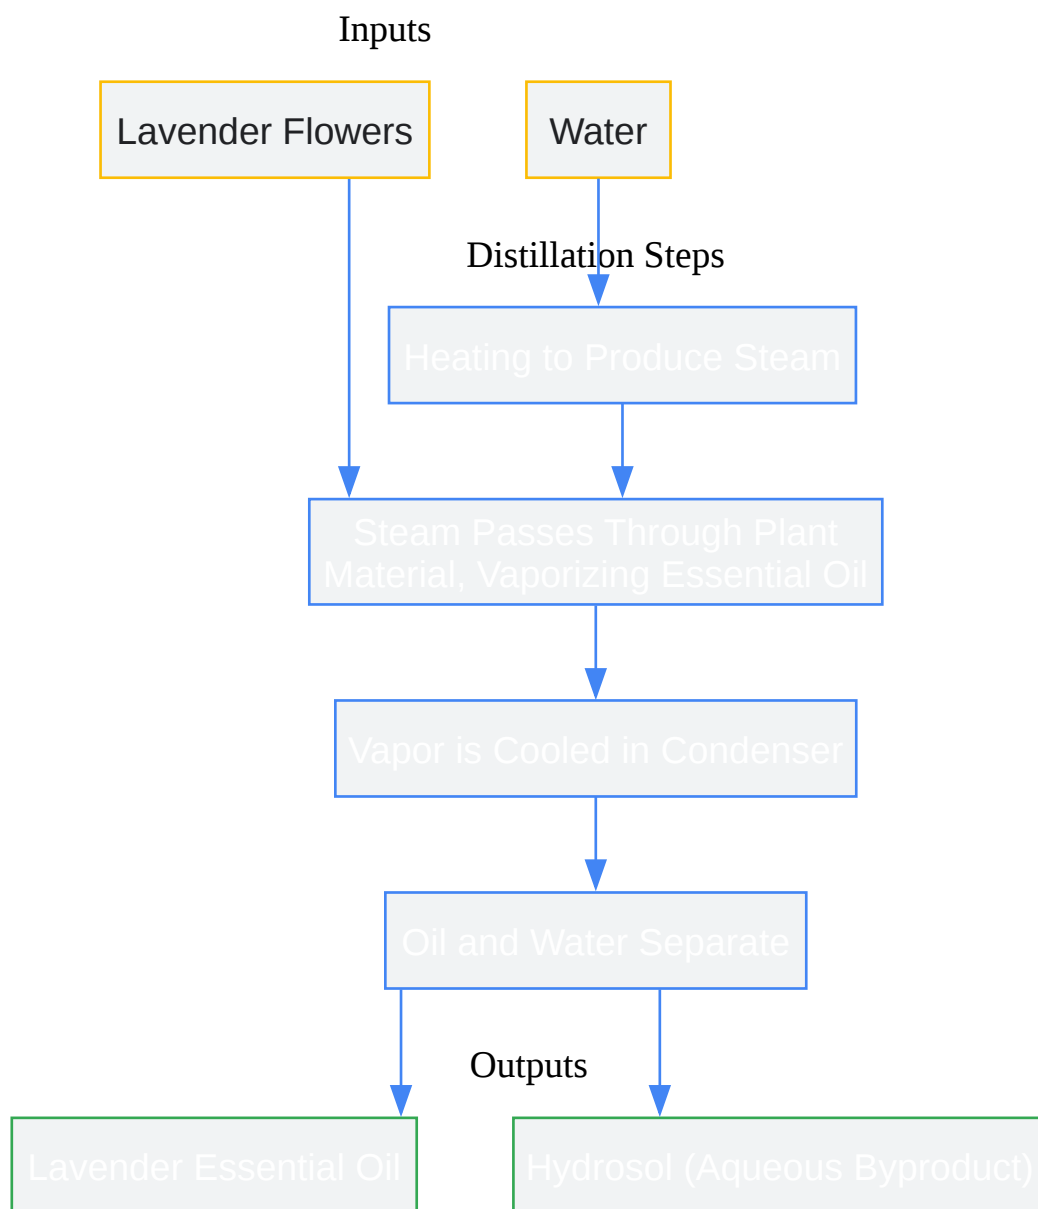 Inputs
Lavender Flowers
Water
Distillation Steps
Heating to Produce Steam
Steam Passes Through Plant
Material, Vaporizing Essential Oil
Vapor is Cooled in Condenser
Oil and Water Separate
Outputs
Lavender Essential Oil
Hydrosol (Aqueous Byproduct)